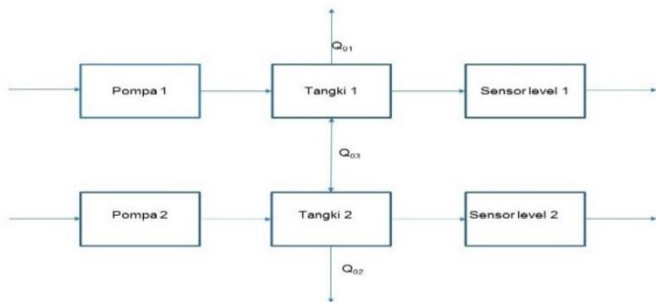 Q01
Pompa 1
Tangki 1
Sensor level 1
Q03
Pompa 2
Tangki 2
Sensor level 2
Q02